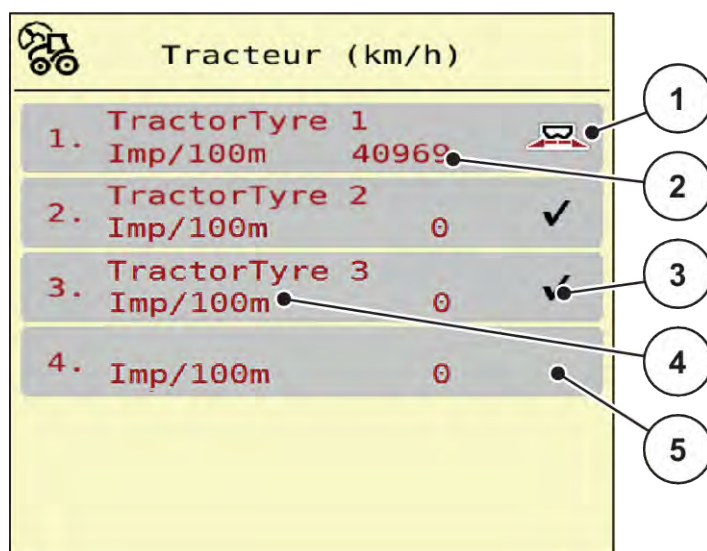 Tracteur (km/h)
1. TractorTyre 1
Imp/100m 40969
2. TractorTyre 2
Imp/100m 0
3. TractorTyre 3
Imp/100m 0
4.
Imp/100m 0
1
2
3
4
5